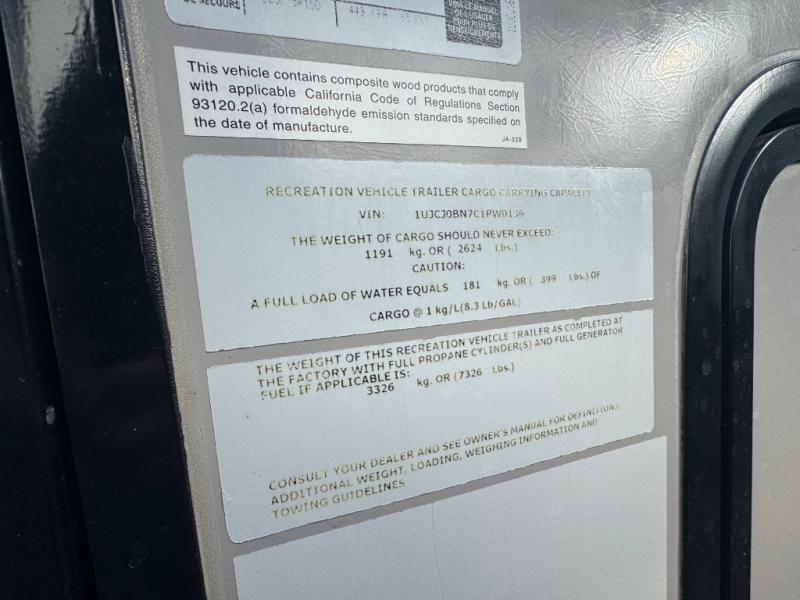 DE SECOURS
449 KPA
This vehicle contains composite wood products that comply
with applicable California Code of Regulations Section
93120.2(a) formaldehyde emission standards specified on
the date of manufacture.
JA-228
RECREATION VEHICLE TRAILER CARGO CARRYING CAPACITY
VIN: 1UJCJ0BN7C1PW0136
THE WEIGHT OF CARGO SHOULD NEVER EXCEED:
1191 kg. OR ( 2624 Lbs.)
CAUTION:
A FULL LOAD OF WATER EQUALS 181 kg. OR ( 399 Lbs.) OF
CARGO @ 1 kg/L(8.3 Lb/GAL)
THE WEIGHT OF THIS RECREATION VEHICLE TRAILER AS COMPLETED AT
THE FACTORY WITH FULL PROPANE CYLINDER(S) AND FULL GENERATOR
FUEL IF APPLICABLE IS:
3326 kg. OR (7326 Lbs.)
CONSULT YOUR DEALER AND SEE OWNER'S MANUAL FOR DEFINITIONS,
ADDITIONAL WEIGHT, LOADING, WEIGHING INFORMATION AND
TOWING GUIDELINES